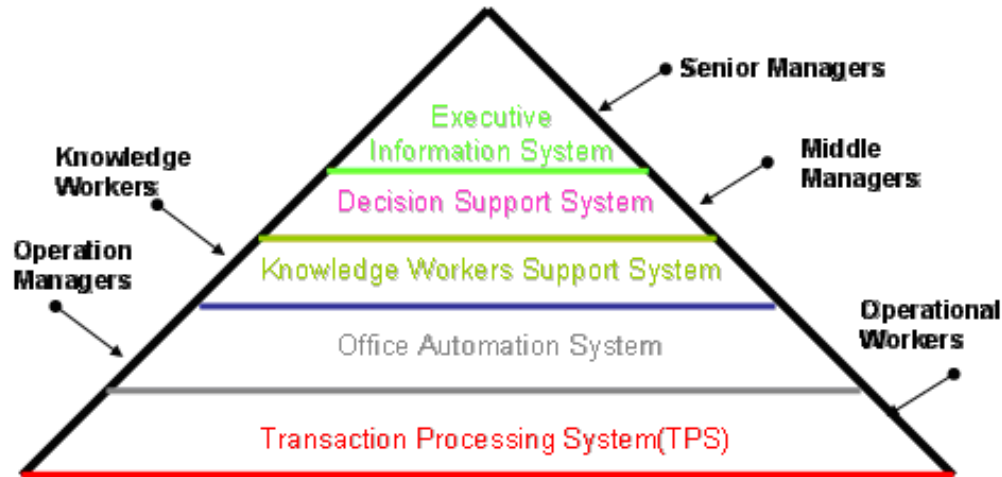 Senior Managers
Executive
Information System
Middle
Managers
Knowledge
Workers
Decision Support System
Operation
Managers
Knowledge Workers Support System
Operational
Workers
Office Automation System
Transaction Processing System(TPS)